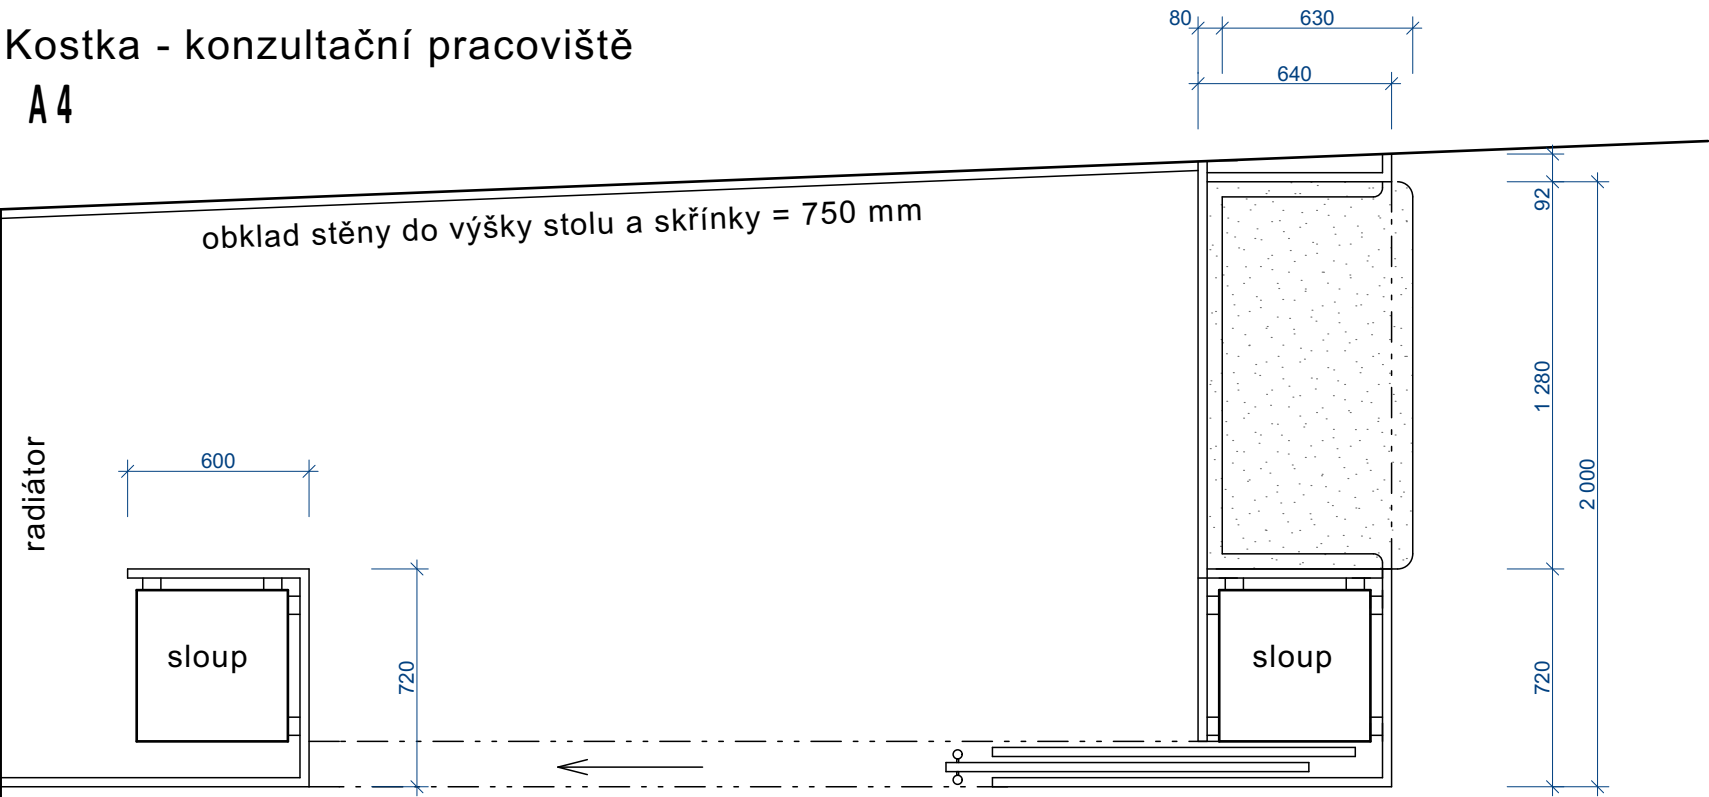 80
630
Kostka - konzultační pracoviště
640
A 4
92
obklad stěny do výšky stolu a skřínky = 750 mm
1 280
radiátor
600
2 000
sloup
sloup
720
720